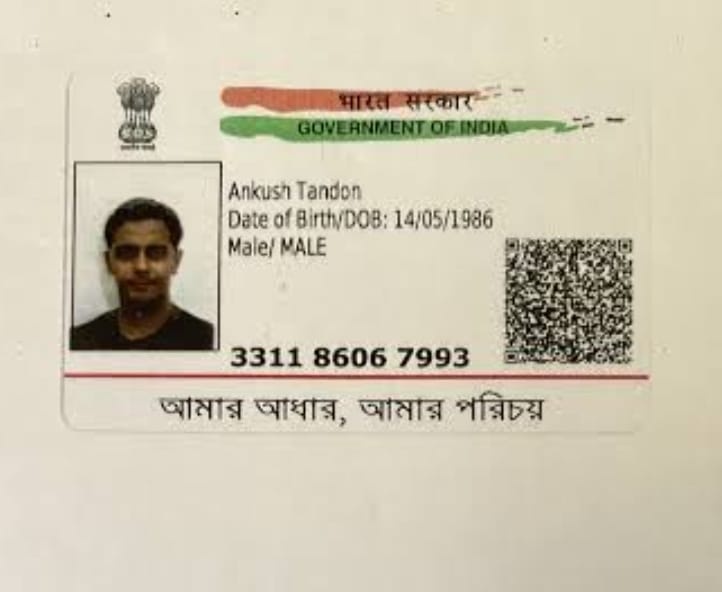 भारत सरकार
GOVERNMENT OF INDIA
Ankush Tandon
Date of Birth/DOB: 14/05/1986
Male/ MALE
3311 8606 7993
আমার আধার, আমার পরিচয়